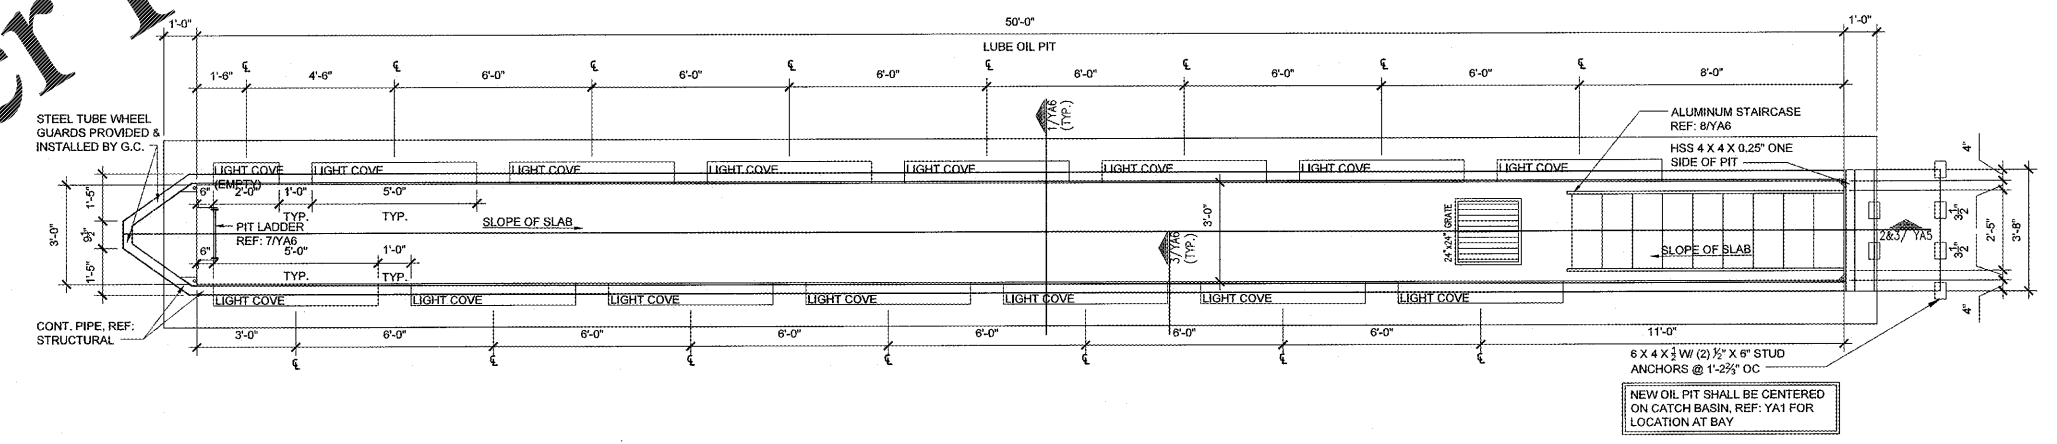 er
1'-0"
50'-0"
1'-0"
LUBE OIL PIT
1'-6"
4'-6"
6'-0"
6'-0"
6'-0"
6'-0"
6'-0"
6'-0"
8'-0"
1/YA6
(TYP.)
STEEL TUBE WHEEL
GUARDS PROVIDED &
INSTALLED BY G.C.
ALUMINUM STAIRCASE
REF: 8/YA6
HSS 4 X 4 X 0.25" ONE
SIDE OF PIT
4"
LIGHT COVE
(EMPTY)
LIGHT COVE
LIGHT COVE
LIGHT COVE
LIGHT COVE
LIGHT COVE
LIGHT COVE
LIGHT COVE
6"
2'-0"
1'-0"
TYP.
5'-0"
TYP.
1'-5"
3'-0"
9½"
1'-5"
PIT LADDER
REF: 7/YA6
SLOPE OF SLAB
3'-0"
3/YA6
(TYP.)
24"x24" GRATE
SLOPE OF SLAB
2&3/ YA5
3½"
3½"
2'-5"
3'-8"
6"
5'-0"
TYP.
1'-0"
TYP.
LIGHT COVE
LIGHT COVE
LIGHT COVE
LIGHT COVE
LIGHT COVE
LIGHT COVE
LIGHT COVE
4"
CONT. PIPE, REF:
STRUCTURAL
3'-0"
6'-0"
6'-0"
6'-0"
6'-0"
6'-0"
6'-0"
11'-0"
6 X 4 X ½ W/ (2) ½" X 6" STUD
ANCHORS @ 1'-2⅔" OC
NEW OIL PIT SHALL BE CENTERED
ON CATCH BASIN, REF: YA1 FOR
LOCATION AT BAY